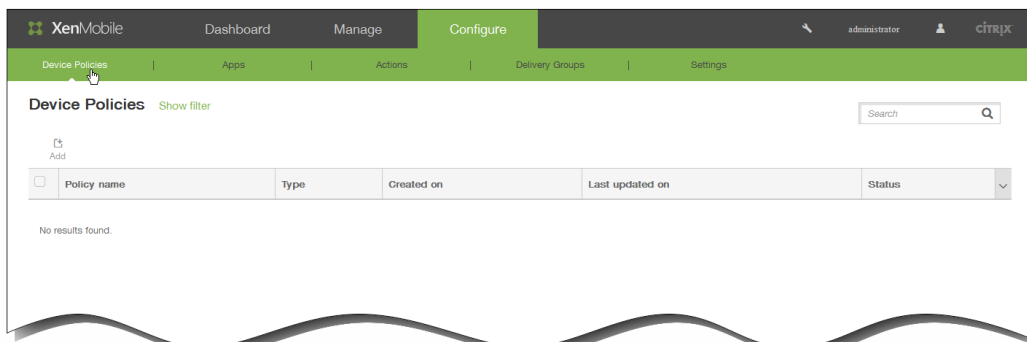 XenMobile Dashboard Manage Configure administrator CITRIX
Device Policies | Apps | Actions | Delivery Groups | Settings
Device Policies Show filter Search
Add
Policy name Type Created on Last updated on Status
No results found.